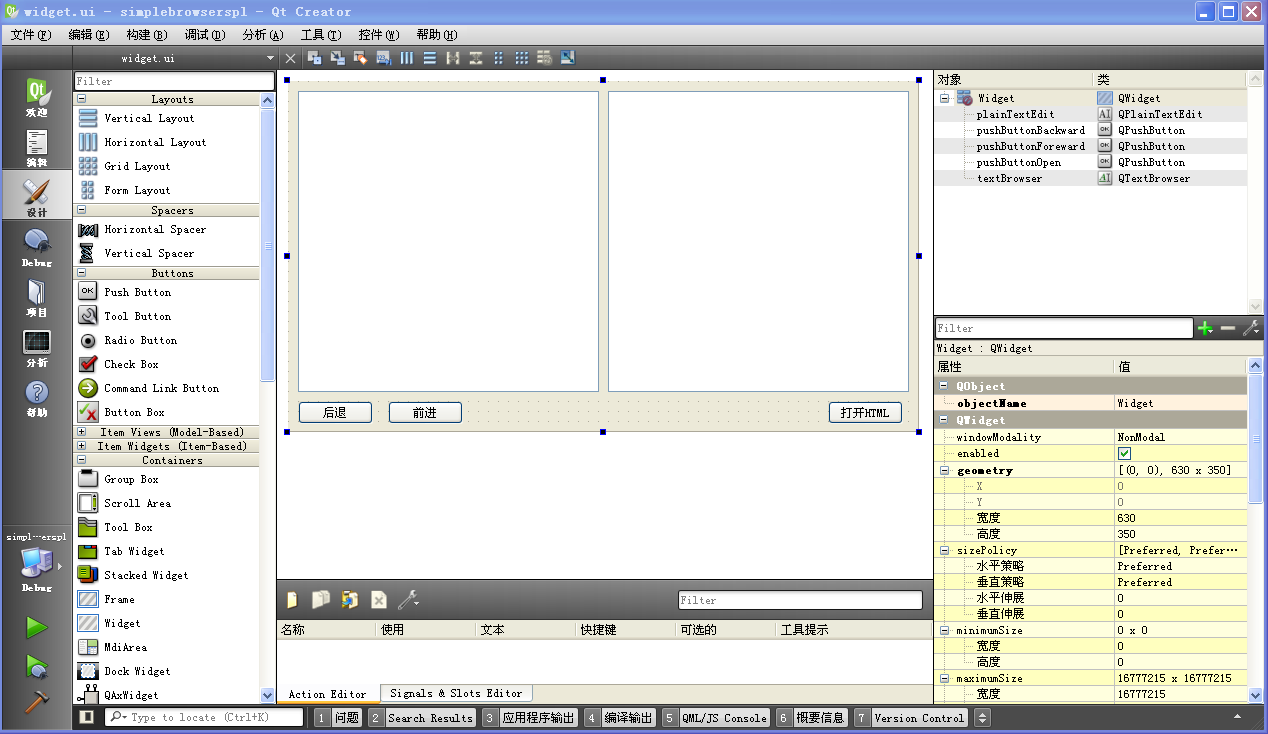 widget.ui - simplebrowserspl - Qt Creator
文件(F) 编辑(E) 构建(B) 调试(D) 分析(A) 工具(T) 控件(W) 帮助(H)
widget.ui
欢迎
编辑
设计
Debug
项目
分析
帮助
simpl…erspl
Debug
Filter
Layouts
Vertical Layout
Horizontal Layout
Grid Layout
Form Layout
Spacers
Horizontal Spacer
Vertical Spacer
Buttons
OK Push Button
Tool Button
Radio Button
Check Box
Command Link Button
Button Box
Item Views (Model-Based)
Item Widgets (Item-Based)
Containers
Group Box
Scroll Area
Tool Box
Tab Widget
Stacked Widget
Frame
Widget
MdiArea
Dock Widget
QAxWidget
后退 前进 打开HTML
Filter
名称 使用 文本 快捷键 可选的 工具提示
Action Editor Signals & Slots Editor
对象 类
Widget QWidget
plainTextEdit AI QPlainTextEdit
pushButtonBackward OK QPushButton
pushButtonForeward OK QPushButton
pushButtonOpen OK QPushButton
textBrowser AI QTextBrowser
Filter
Widget : QWidget
属性 值
QObject
objectName Widget
QWidget
windowModality NonModal
enabled
geometry [(0, 0), 630 x 350]
X 0
Y 0
宽度 630
高度 350
sizePolicy [Preferred, Prefer…
水平策略 Preferred
垂直策略 Preferred
水平伸展 0
垂直伸展 0
minimumSize 0 x 0
宽度 0
高度 0
maximumSize 16777215 x 16777215
宽度 16777215
Type to locate (Ctrl+K) 1 问题 2 Search Results 3 应用程序输出 4 编译输出 5 QML/JS Console 6 概要信息 7 Version Control